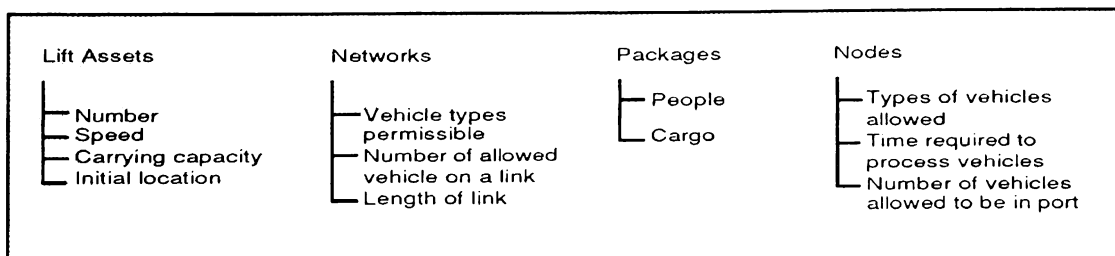 Lift Assets
Number
Speed
Carrying capacity
Initial location
Networks
Vehicle types
permissible
Number of allowed
vehicle on a link
Length of link
Packages
People
Cargo
Nodes
Types of vehicles
allowed
Time required to
process vehicles
Number of vehicles
allowed to be in port